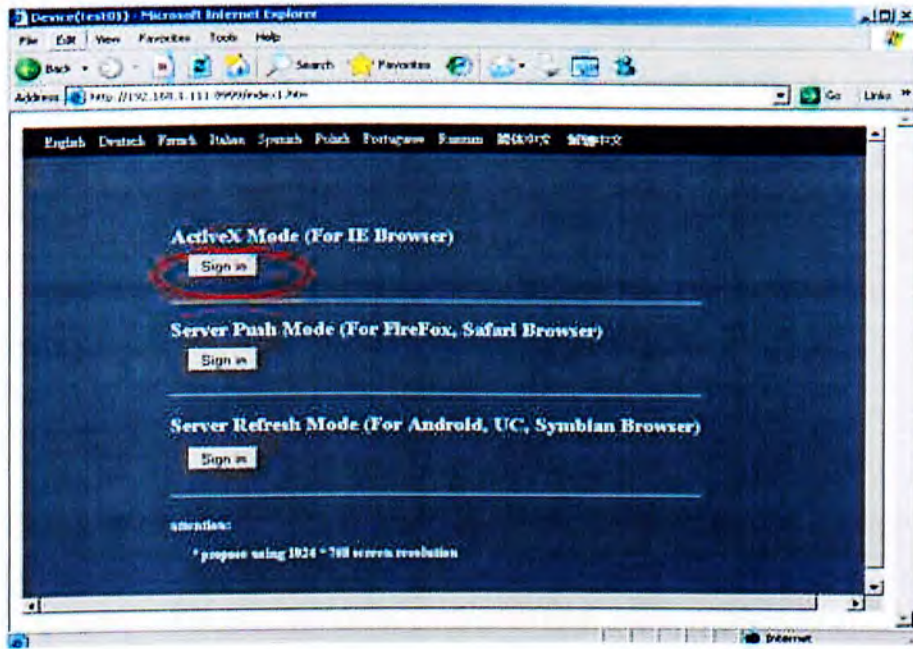 Device(test01) - Microsoft Internet Explorer
File Edit View Favorites Tools Help
Back Search Favorites
Address Go Links
English Deutsch French Italian Spanish Polish Portuguese Russian
ActiveX Mode (For IE Browser)
Sign in
Server Push Mode (For FireFox, Safari Browser)
Sign in
Server Refresh Mode (For Android, UC, Symbian Browser)
Sign in
attention:
* propose using 1024 * 768 screen resolution
Internet